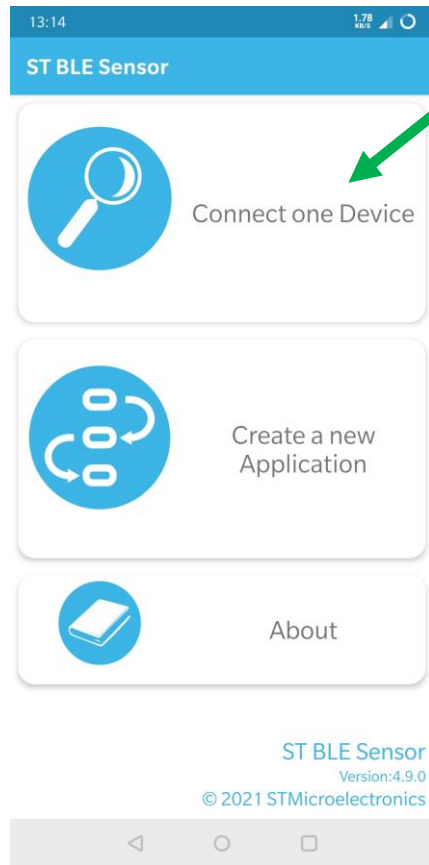 13:14
1.78
KB/S
ST BLE Sensor
Connect one Device
Create a new
Application
About
ST BLE Sensor
Version:4.9.0
© 2021 STMicroelectronics